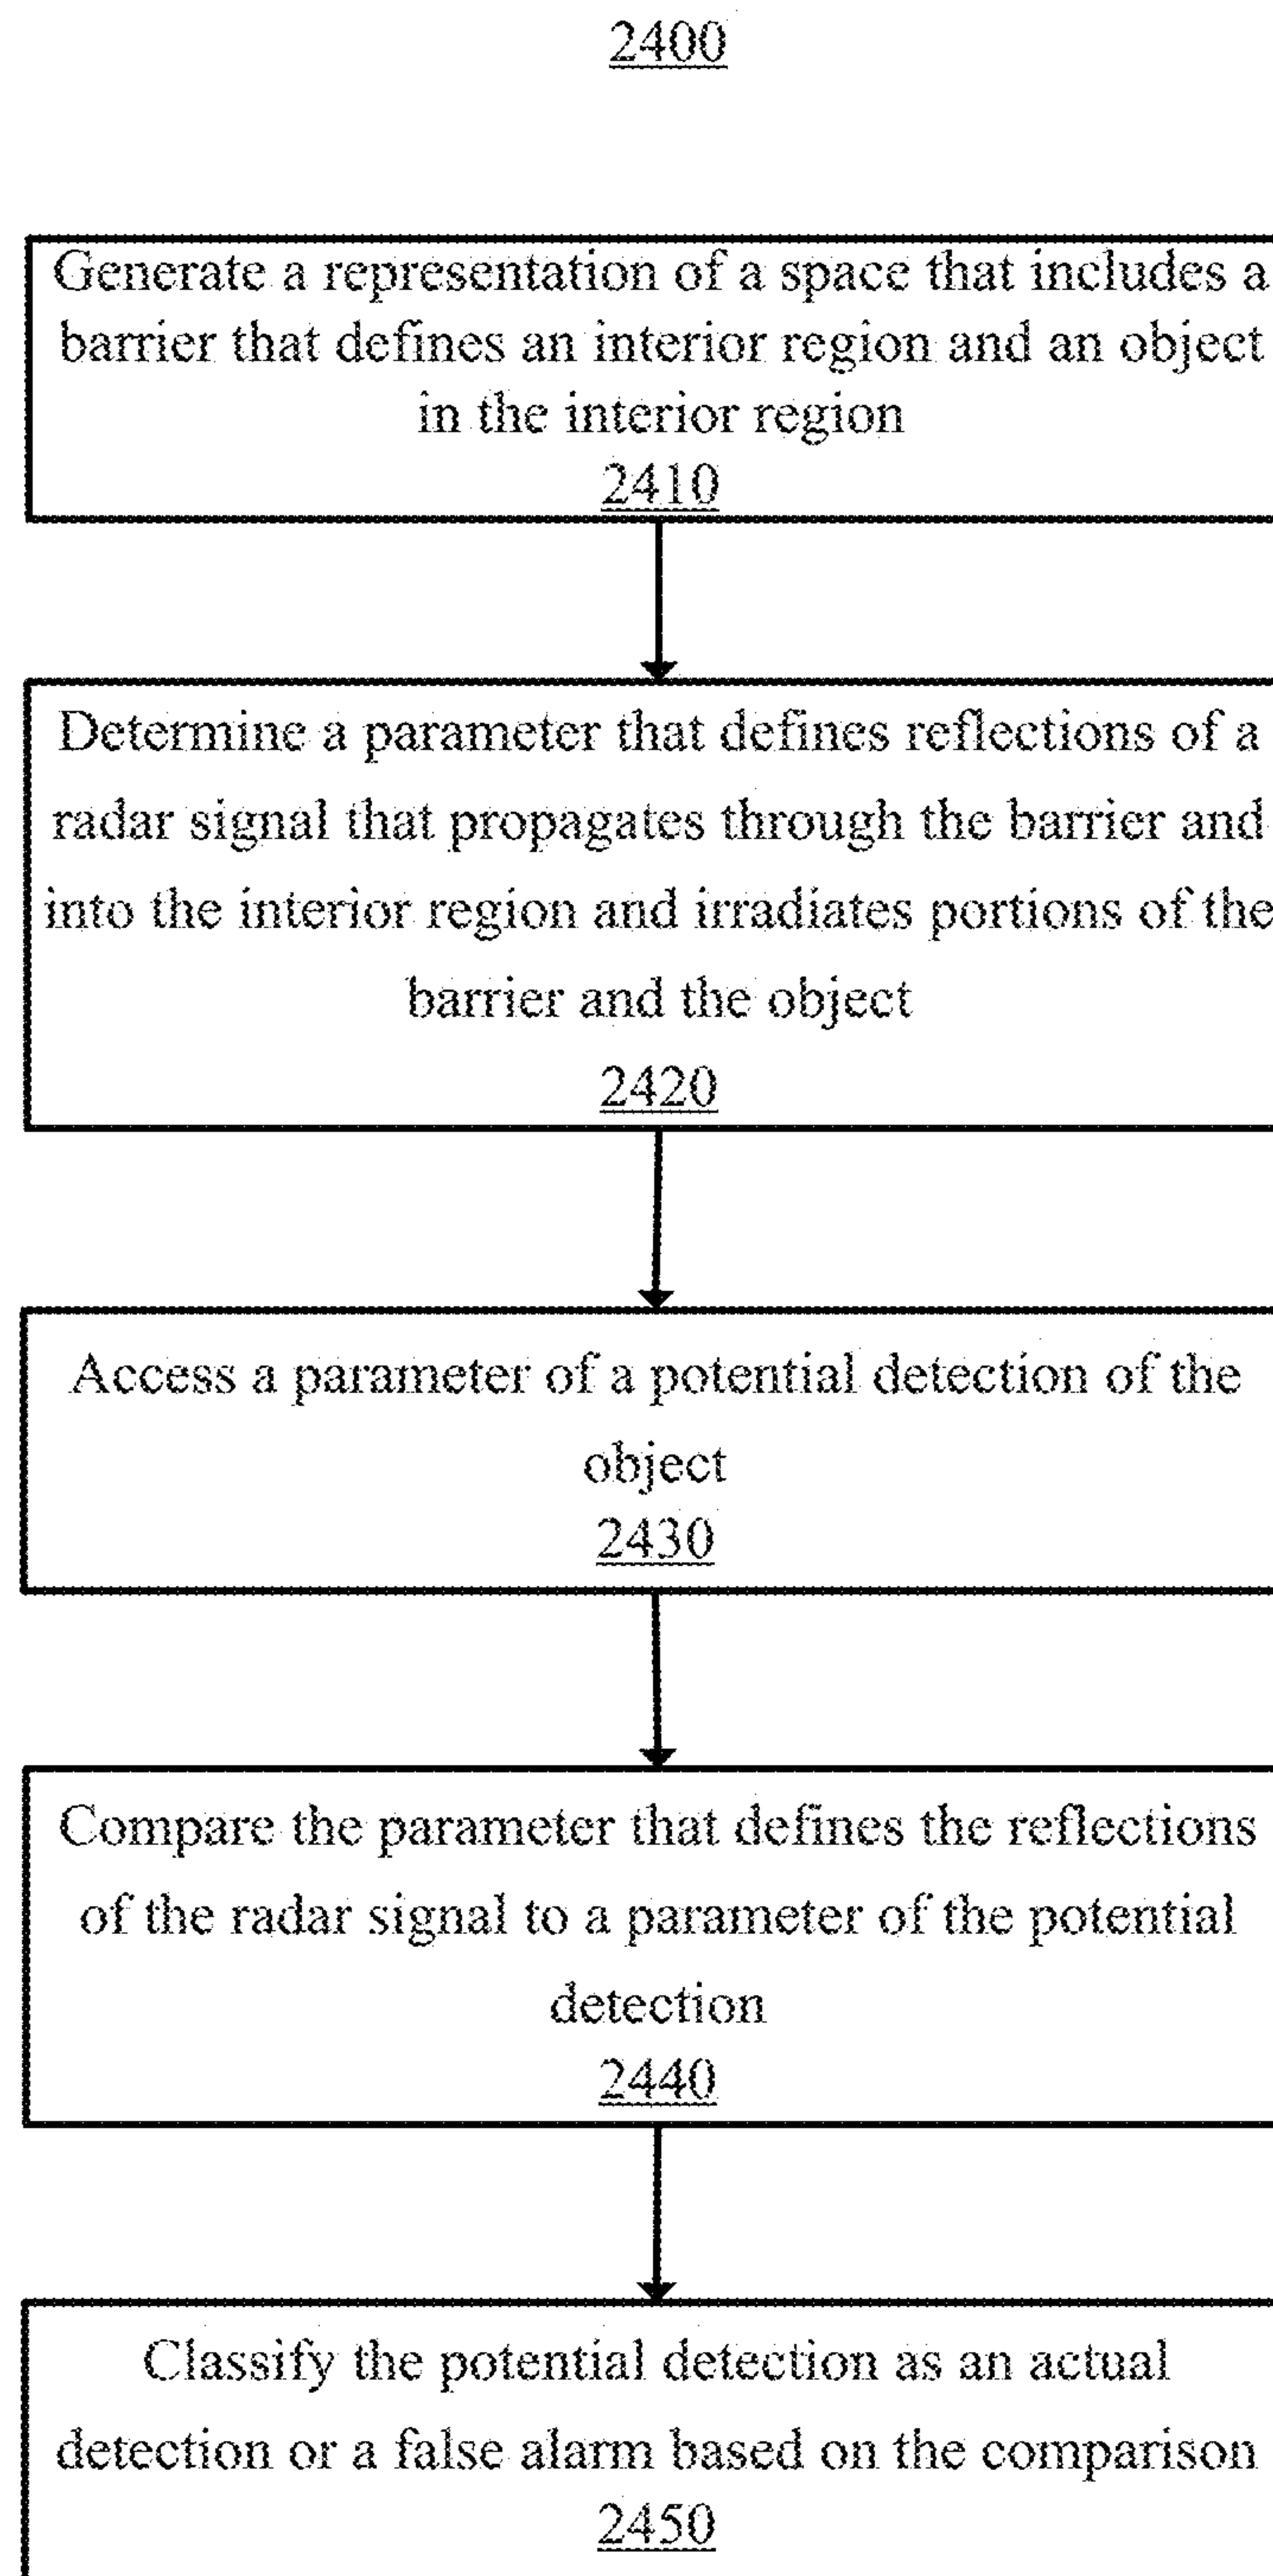 2400
Generate a representation of a space that includes a
barrier that defines an interior region and an object
in the interior region
2410
Determine a parameter that defines reflections of a
radar signal that propagates through the barrier and
into the interior region and irradiates portions of the
barrier and the object
2420
Access a parameter of a potential detection of the
object
2430
Compare the parameter that defines the reflections
of the radar signal to a parameter of the potential
detection
2440
Classify the potential detection as an actual
detection or a false alarm based on the comparison
2450